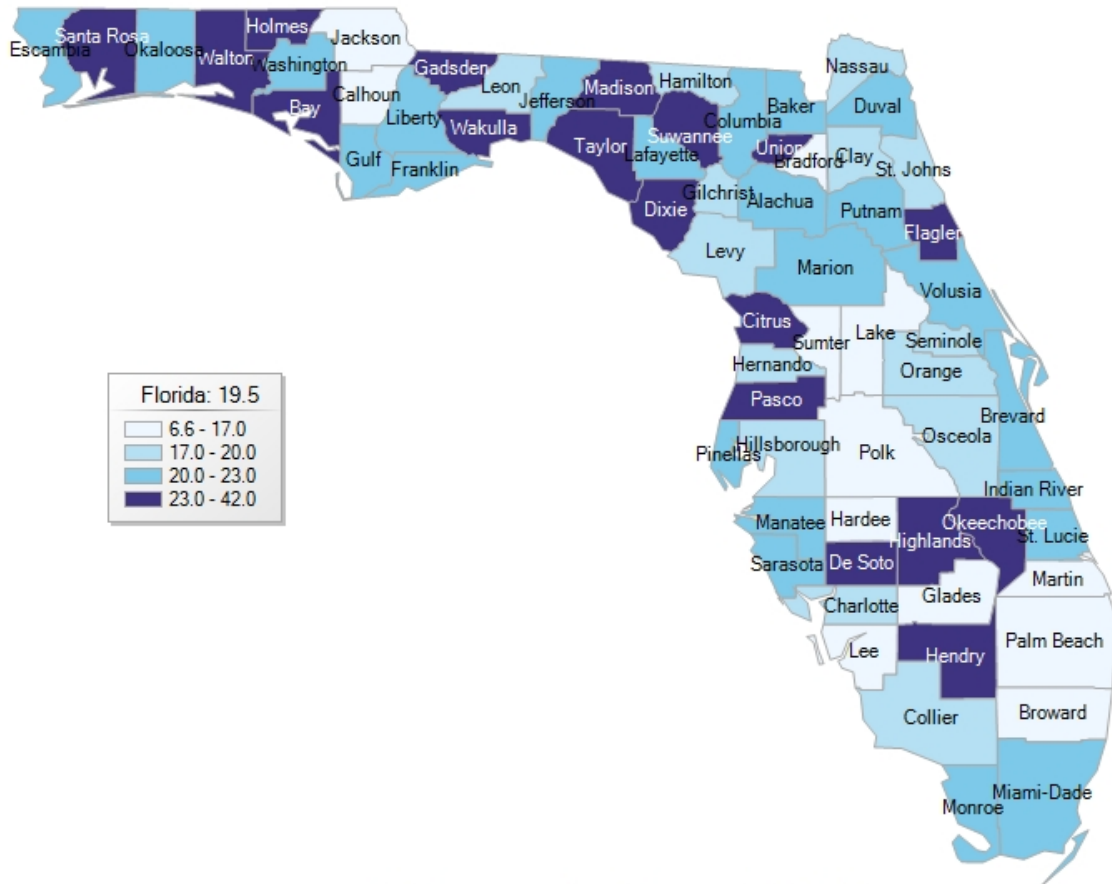 Holmes
Santa Rosa
Jackson
Escambia
Okaloosa
Walton
Washington
Gadsden
Madison
Hamilton
Nassau
Leon
Calhoun
Bay
Jefferson
Baker
Duval
Liberty
Columbia
Wakulla
Suwannee
Taylor
Union
Lafayette
Bradford
Clay
St. Johns
Gulf
Franklin
Gilchrist
Alachua
Dixie
Putnam
Flagler
Levy
Marion
Volusia
Citrus
Sumter
Lake
Seminole
Hernando
Orange
Florida: 19.5
Pasco
6.6 - 17.0
17.0 - 20.0
20.0 - 23.0
23.0 - 42.0
Brevard
Osceola
Hillsborough
Pinellas
Polk
Indian River
Manatee
Hardee
Okeechobee
Highlands
St. Lucie
Sarasota
De Soto
Martin
Glades
Charlotte
Palm Beach
Lee
Hendry
Collier
Broward
Miami-Dade
Monroe